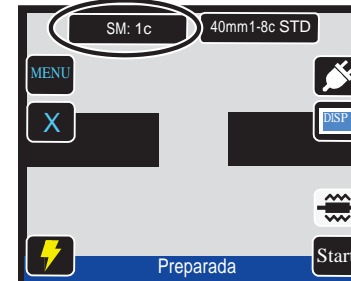 SM: 1c
40mm1-8c STD
MENU
X
DISP
Preparada
Start